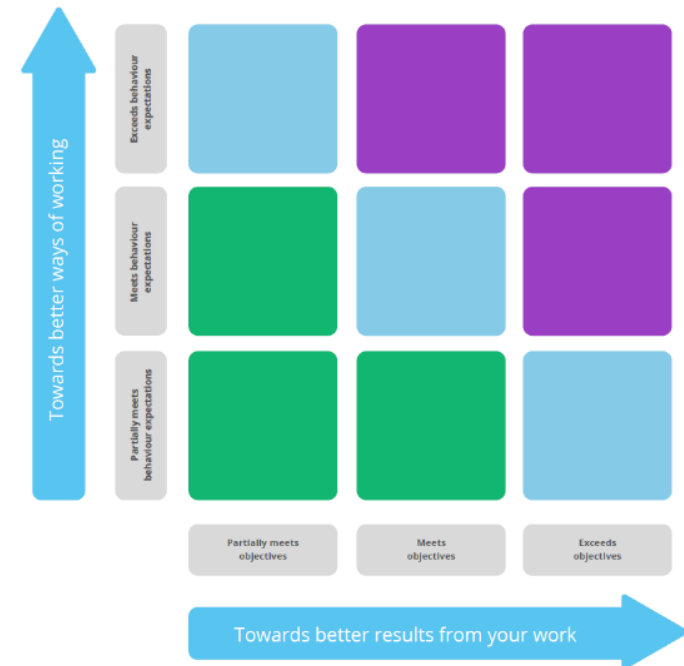 Towards better ways of working
Exceeds behaviour
expectations
Meets behaviour
expectations
Partially meets
behaviour expectations
Partially meets
objectives
Meets
objectives
Exceeds
objectives
Towards better results from your work